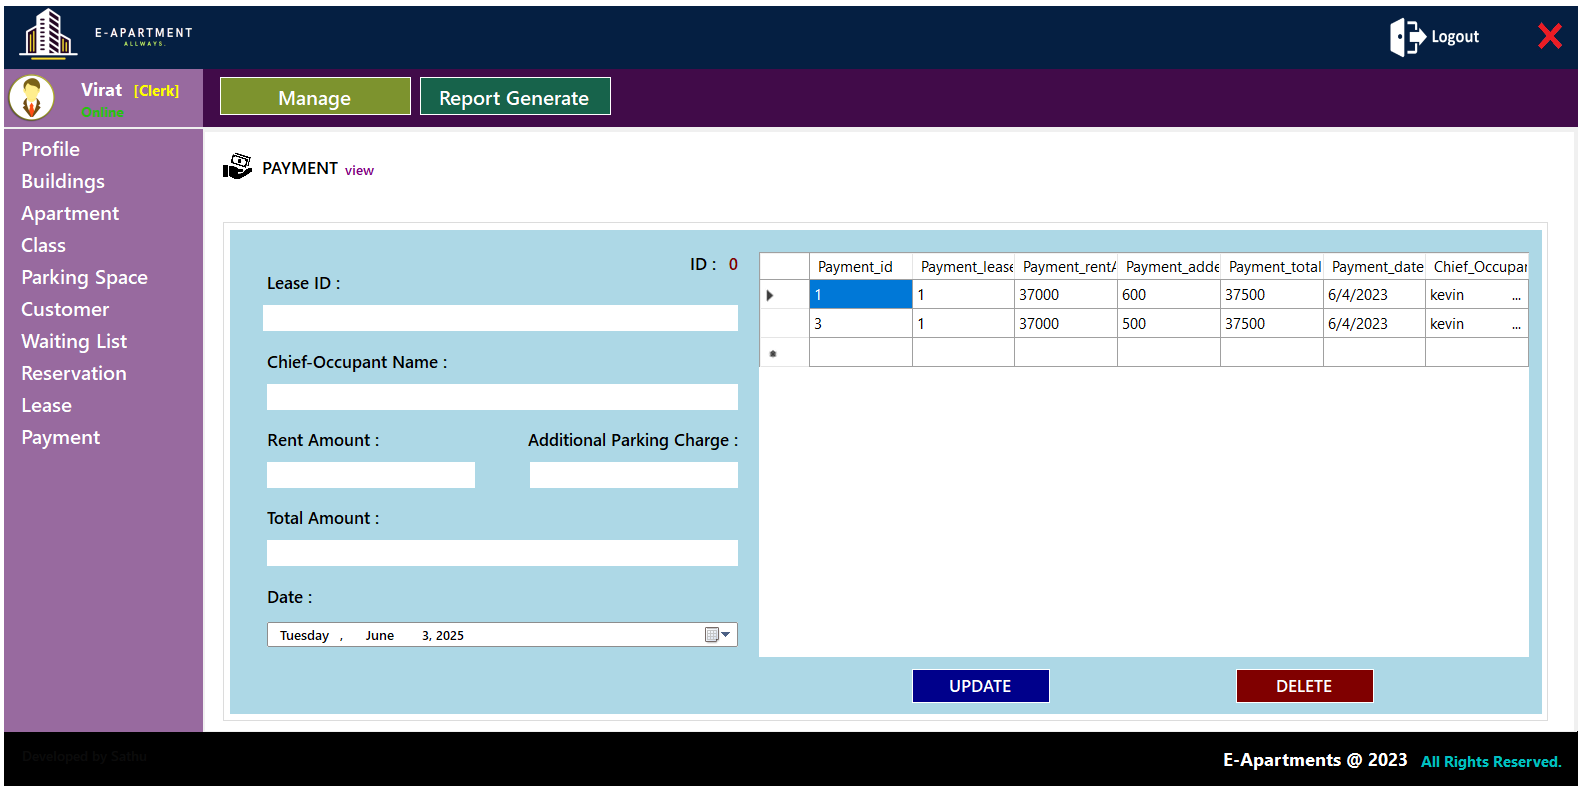 E-APARTMENT
ALLWAYS.
Logout
Virat [Clerk]
Online
Manage
Report Generate
Profile
Buildings
Apartment
Class
Parking Space
Customer
Waiting List
Reservation
Lease
Payment
PAYMENT view
ID : 0
Lease ID :
Chief-Occupant Name :
Rent Amount :
Additional Parking Charge :
Total Amount :
Date :
Tuesday , June 3, 2025
Payment_id Payment_lease Payment_rentA Payment_adde Payment_total Payment_date Chief_Occupar
1 1 37000 600 37500 6/4/2023 kevin ...
3 1 37000 500 37500 6/4/2023 kevin ...
UPDATE
DELETE
Developed by Sathu
E-Apartments @ 2023 All Rights Reserved.